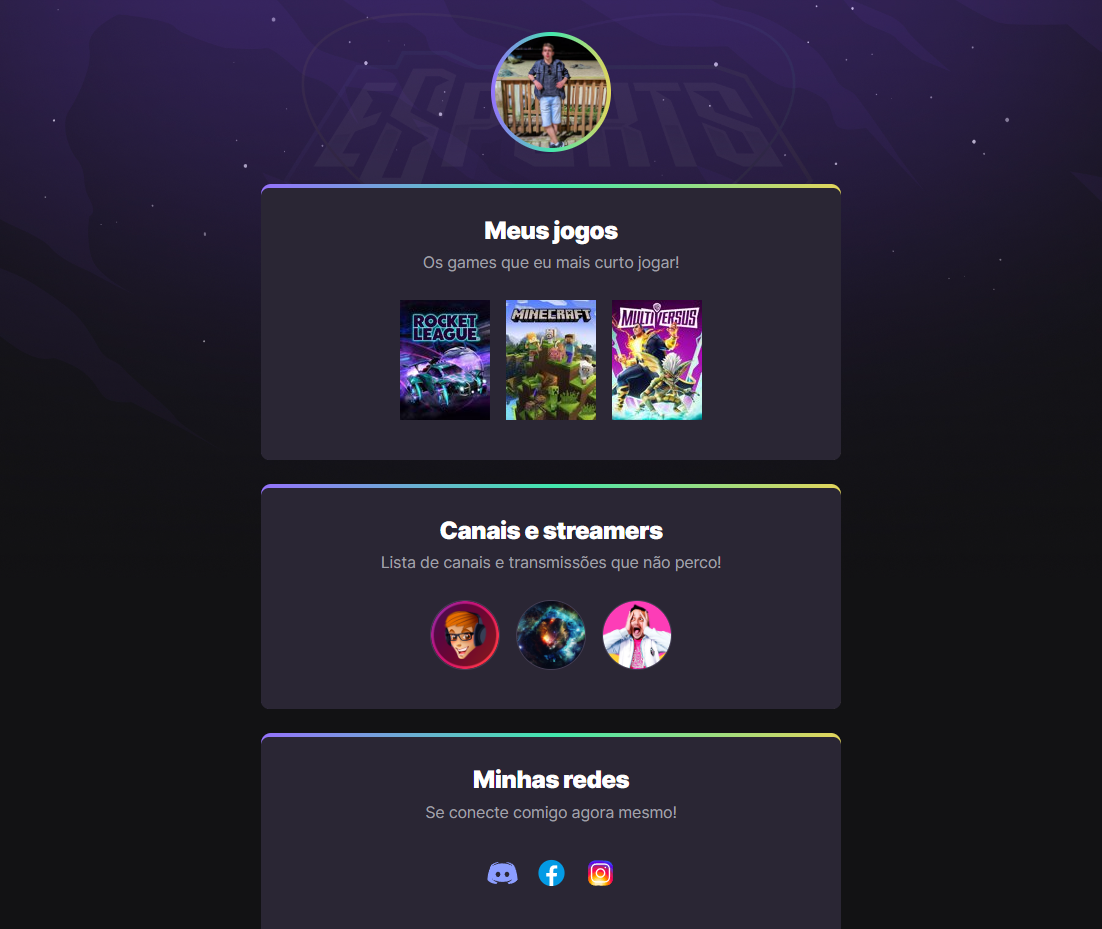 ESPORTS
Meus jogos
Os games que eu mais curto jogar!
ROCKET
LEAGUE
MINECRAFT
MULTIVERSUS
Canais e streamers
Lista de canais e transmissões que não perco!
Minhas redes
Se conecte comigo agora mesmo!